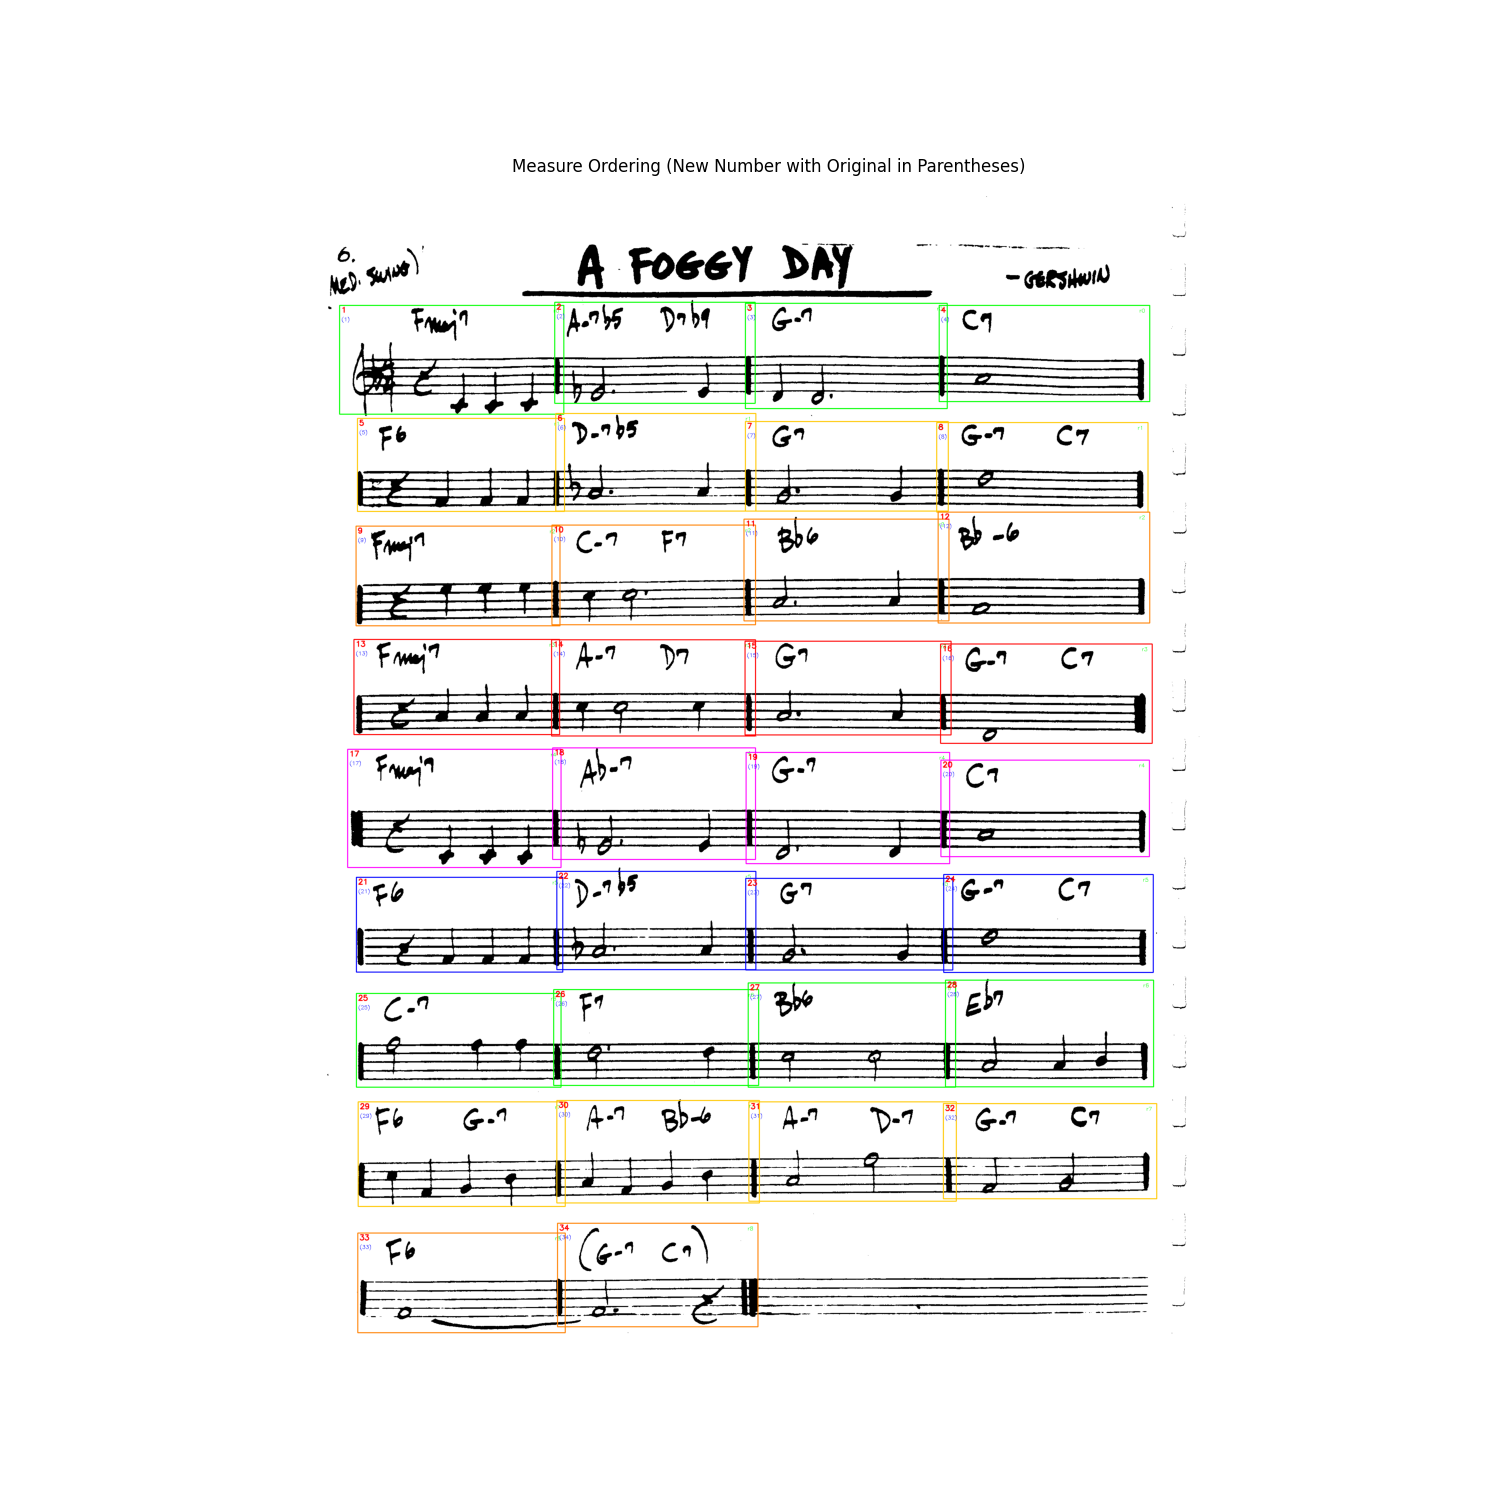 Measure Ordering (New Number with Original in Parentheses)
6.
MED. SWING)
A FOGGY DAY
- GERSHWIN
1 (1) Fmaj7 2 (2) A-7b5 D7b9 3 (3) G-7 4 (4) C7
5 (5) F6 6 (6) D-7b5 7 (7) G7 8 (8) G-7 C7
9 (9) Fmaj7 10 (10) C-7 F7 11 (11) Bb6 12 (12) Bb-6
13 (13) Fmaj7 14 (14) A-7 D7 15 (15) G7 16 (16) G-7 C7
17 (17) Fmaj7 18 (18) Ab-7 19 (19) G-7 20 (20) C7
21 (21) F6 22 (22) D-7b5 23 (23) G7 24 (24) G-7 C7
25 (25) C-7 26 (26) F7 27 (27) Bb6 28 (28) Eb7
29 (29) F6 G-7 30 (30) A-7 Bb-6 31 (31) A-7 D-7 32 (32) G-7 C7
33 (33) F6 34 (34) (G-7 C7)